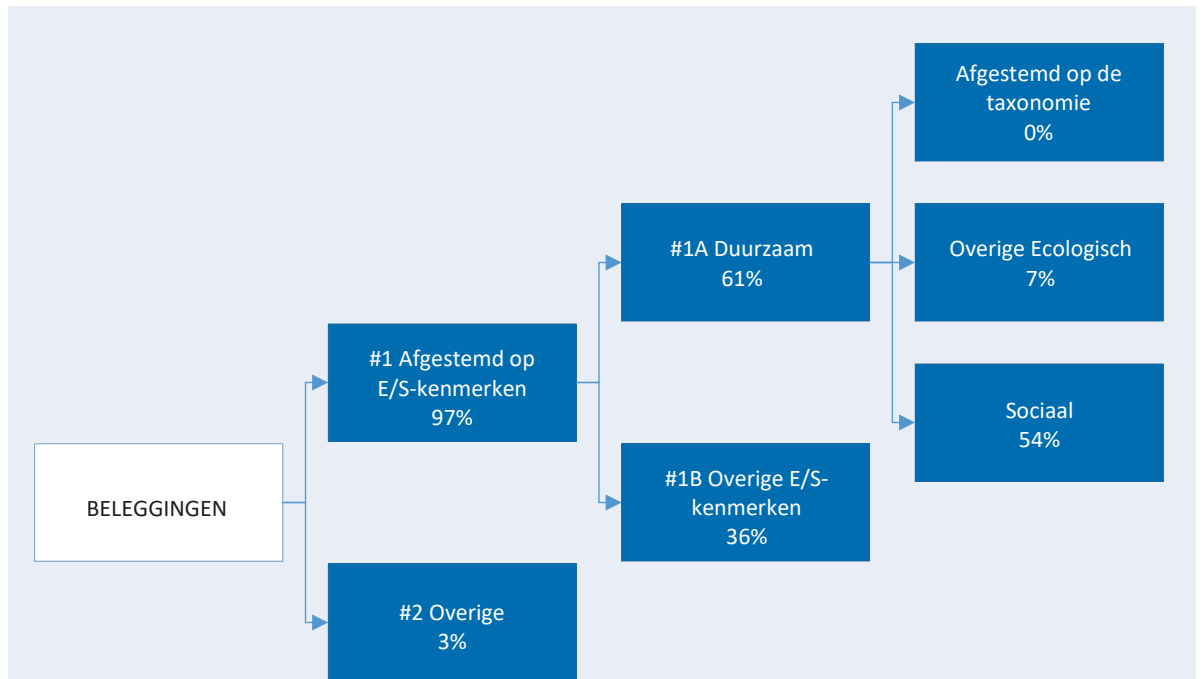 Afgestemd op de
taxonomie
0%
#1A Duurzaam
61%
Overige Ecologisch
7%
#1 Afgestemd op
E/S-kenmerken
97%
Sociaal
54%
BELEGGINGEN
#1B Overige E/S-
kenmerken
36%
#2 Overige
3%